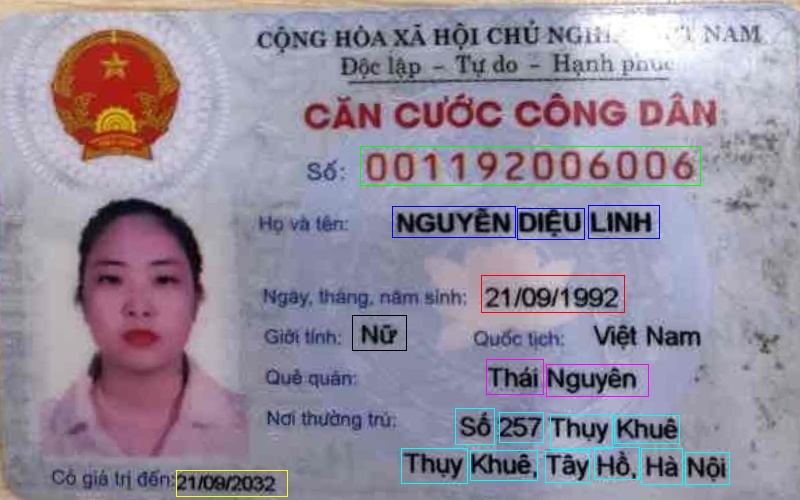 CỘNG HÒA XÃ HỘI CHỦ NGHĨA VIỆT NAM
Độc lập – Tự do – Hạnh phúc
CĂN CƯỚC CÔNG DÂN
Số: 001192006006
Họ và tên: NGUYỄN DIỆU LINH
Ngày, tháng, năm sinh: 21/09/1992
Giới tính: Nữ Quốc tịch: Việt Nam
Quê quán: Thái Nguyên
Nơi thường trú: Số 257 Thụy Khuê
Thụy Khuê, Tây Hồ, Hà Nội
Có giá trị đến: 21/09/2032